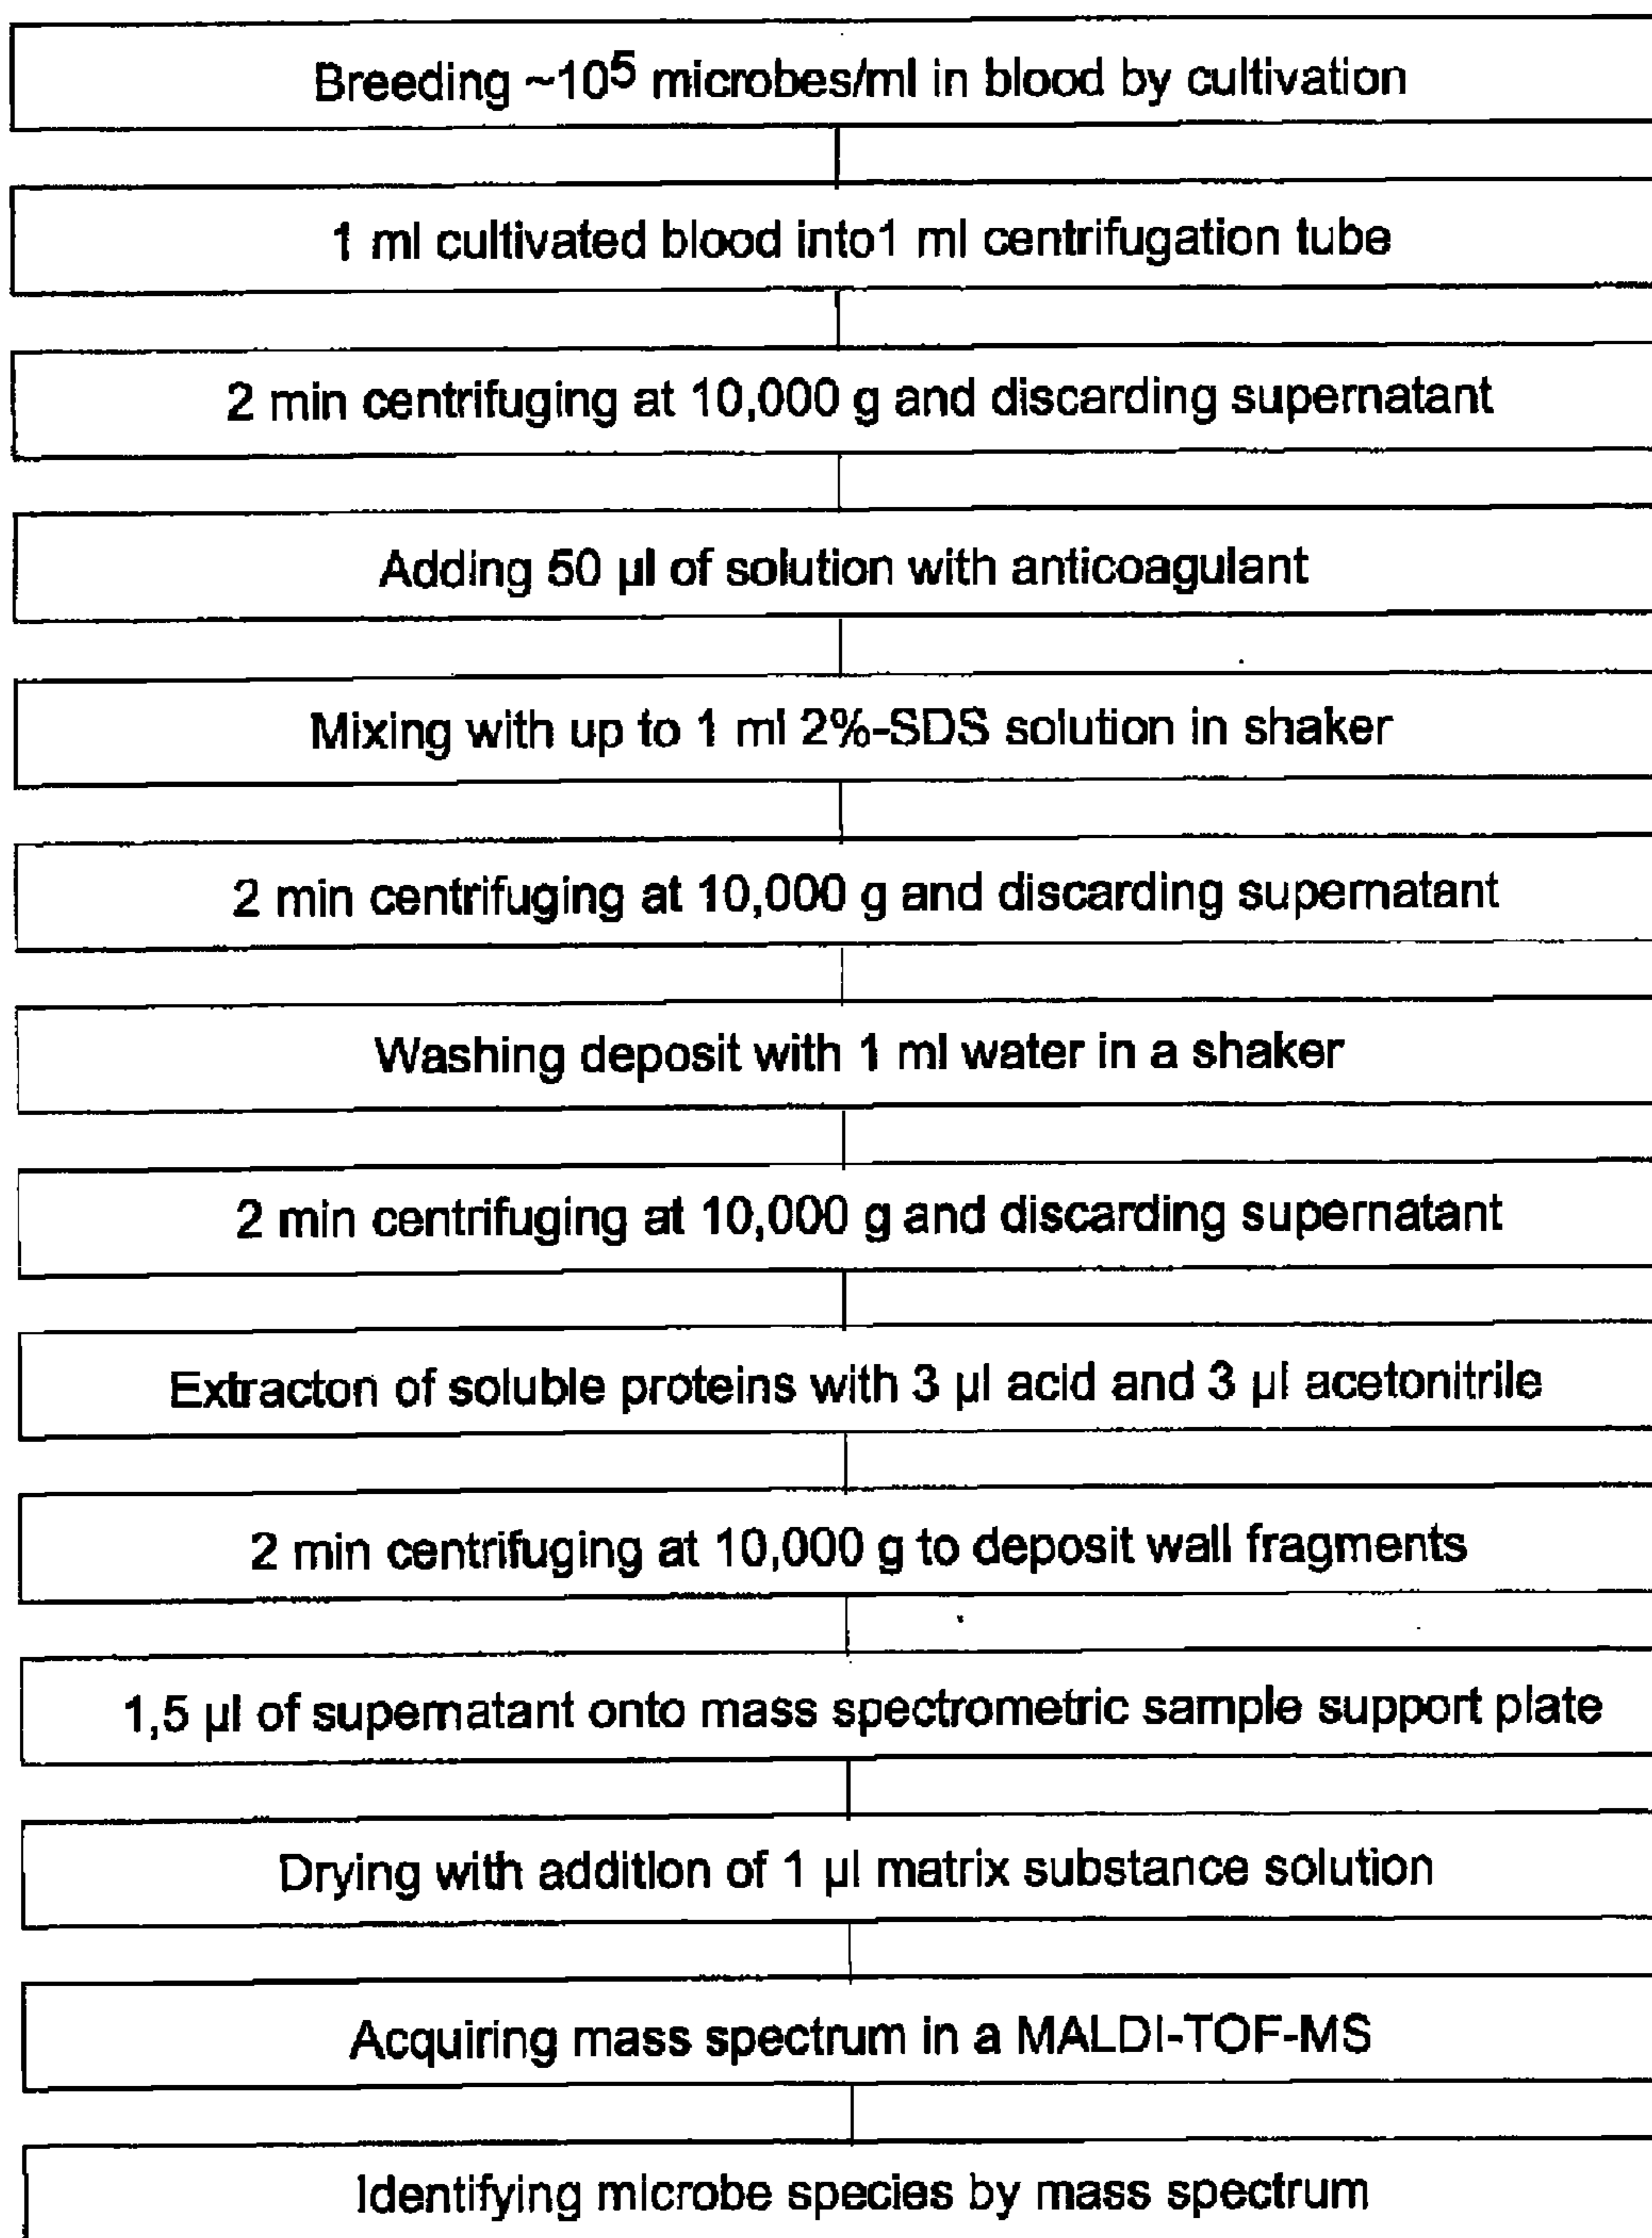 Breeding ~10⁵ microbes/ml in blood by cultivation
1 ml cultivated blood into1 ml centrifugation tube
2 min centrifuging at 10,000 g and discarding supernatant
Adding 50 µl of solution with anticoagulant
Mixing with up to 1 ml 2%-SDS solution in shaker
2 min centrifuging at 10,000 g and discarding supernatant
Washing deposit with 1 ml water in a shaker
2 min centrifuging at 10,000 g and discarding supernatant
Extracton of soluble proteins with 3 µl acid and 3 µl acetonitrile
2 min centrifuging at 10,000 g to deposit wall fragments
1,5 µl of supernatant onto mass spectrometric sample support plate
Drying with addition of 1 µl matrix substance solution
Acquiring mass spectrum in a MALDI-TOF-MS
Identifying microbe species by mass spectrum